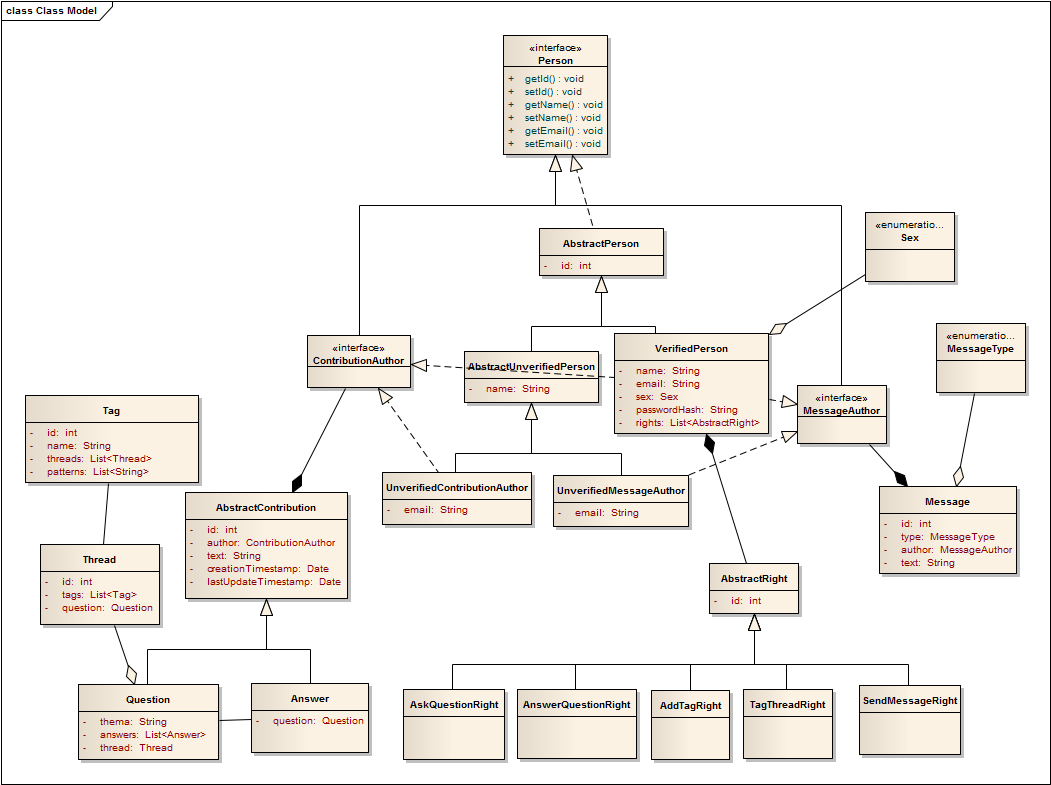 class Class Model
«interface»
Person
+ getId() : void
+ setId() : void
+ getName() : void
+ setName() : void
+ getEmail() : void
+ setEmail() : void
AbstractPerson
- id: int
«enumeratio...
Sex
«interface»
ContributionAuthor
AbstractUnverifiedPerson
- name: String
VerifiedPerson
- name: String
- email: String
- sex: Sex
- passwordHash: String
- rights: List<AbstractRight>
«enumeratio...
MessageType
«interface»
MessageAuthor
Tag
- id: int
- name: String
- threads: List<Thread>
- patterns: List<String>
UnverifiedContributionAuthor
- email: String
UnverifiedMessageAuthor
- email: String
Message
- id: int
- type: MessageType
- author: MessageAuthor
- text: String
AbstractContribution
- id: int
- author: ContributionAuthor
- text: String
- creationTimestamp: Date
- lastUpdateTimestamp: Date
Thread
- id: int
- tags: List<Tag>
- question: Question
AbstractRight
- id: int
Question
- thema: String
- answers: List<Answer>
- thread: Thread
Answer
- question: Question
AskQuestionRight
AnswerQuestionRight
AddTagRight
TagThreadRight
SendMessageRight